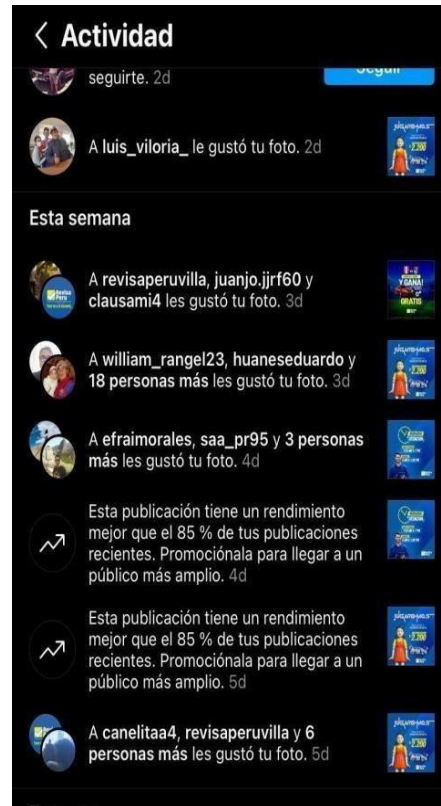 Actividad
seguirte. 2d
Seguir
A luis_viloria_ le gustó tu foto. 2d
Esta semana
A revisaperuvilla, juanjo.jjrf60 y
clausami4 les gustó tu foto. 3d
Y GANA!
GRATIS
A william_rangel23, huaneseduardo y
18 personas más les gustó tu foto. 3d
A efraimorales, saa_pr95 y 3 personas
más les gustó tu foto. 4d
Esta publicación tiene un rendimiento
mejor que el 85 % de tus publicaciones
recientes. Promociónala para llegar a un
público más amplio. 4d
Esta publicación tiene un rendimiento
mejor que el 85 % de tus publicaciones
recientes. Promociónala para llegar a un
público más amplio. 5d
A canelitaa4, revisaperuvilla y 6
personas más les gustó tu foto. 5d